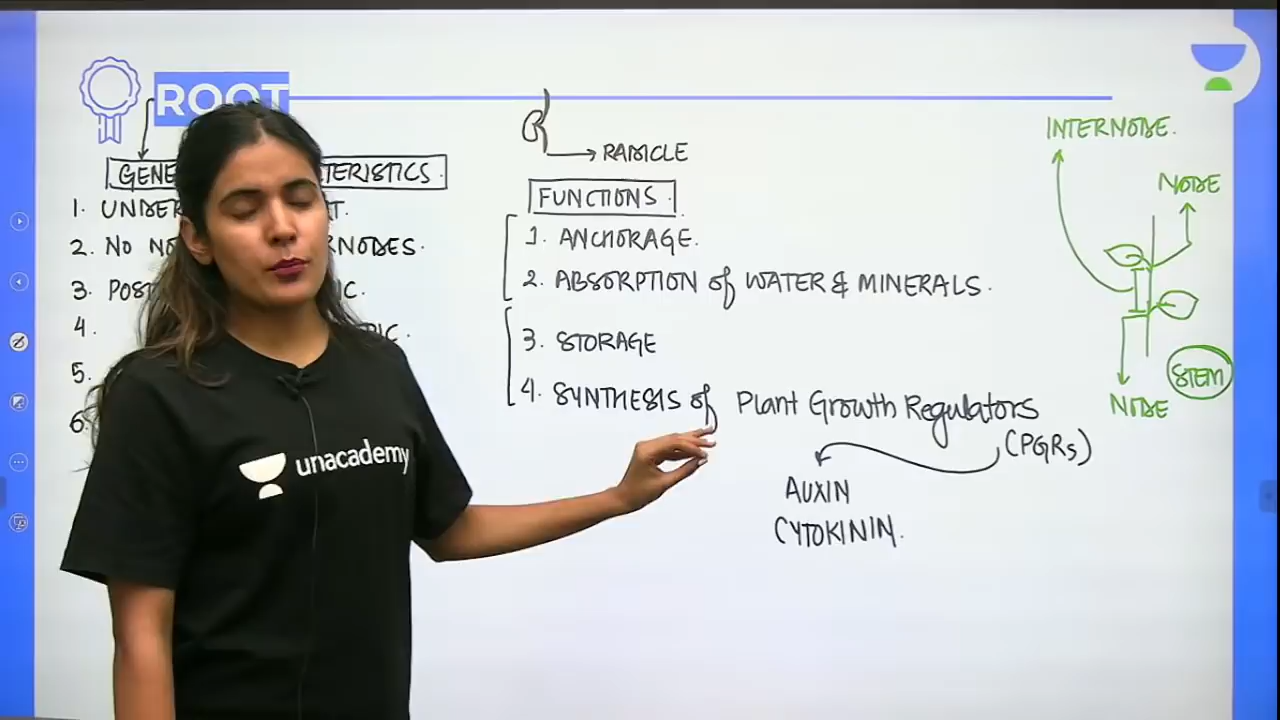 ROOT
RADICLE
INTERNODE.
NODE
GENE TERISTICS
1. UNDER T.
2. NO NO RNODES.
3. POST IC.
4. PIC.
5.
6.
FUNCTIONS.
1. ANCHORAGE.
2. ABSORPTION of WATER & MINERALS.
3. STORAGE
4. SYNTHESIS of Plant Growth Regulators
(PGRs)
AUXIN
CYTOKININ.
STEM
NODE
unacademy